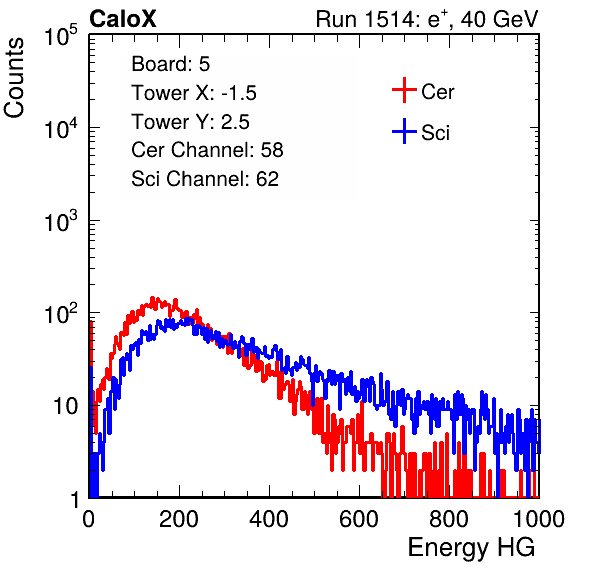 CaloX Run 1514: e⁺, 40 GeV
Counts
10⁵
10⁴
10³
10²
10
1
Board: 5
Tower X: -1.5
Tower Y: 2.5
Cer Channel: 58
Sci Channel: 62
Cer
Sci
0 200 400 600 800 1000
Energy HG